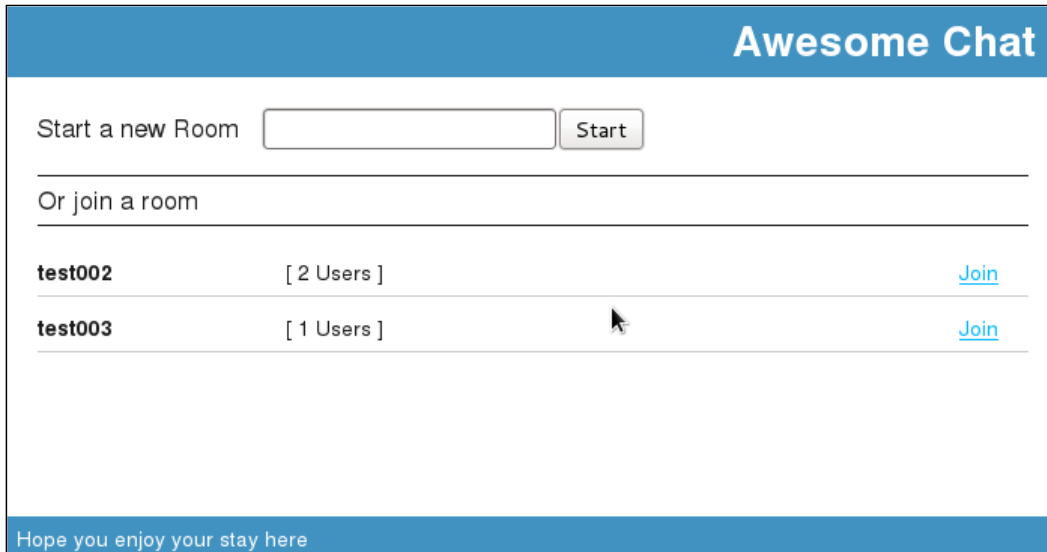 Awesome Chat
Start a new Room Start
Or join a room
test002 [ 2 Users ] Join
test003 [ 1 Users ] Join
Hope you enjoy your stay here